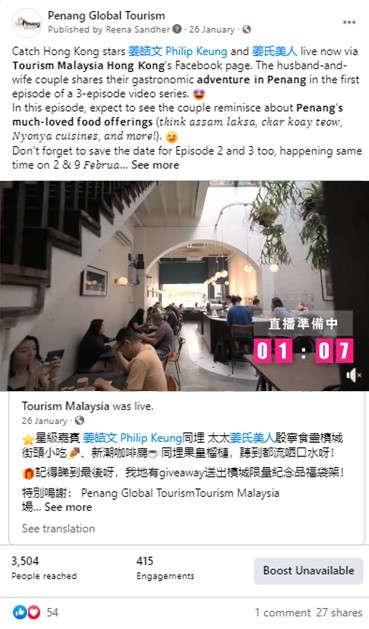 Penang Global Tourism
Published by Reena Sandher · 26 January ·
Catch Hong Kong stars 姜皓文 Philip Keung and 姜氏美人 live now via
Tourism Malaysia Hong Kong's Facebook page. The husband-and-
wife couple shares their gastronomic adventure in Penang in the first
episode of a 3-episode video series. 😍
In this episode, expect to see the couple reminisce about Penang's
much-loved food offerings (think assam laksa, char koay teow,
Nyonya cuisines, and more!). 😋
Don't forget to save the date for Episode 2 and 3 too, happening same
time on 2 & 9 Februa... See more
直播準備中
01:07
Tourism Malaysia was live.
26 January ·
⭐星級嘉賓 姜皓文 Philip Keung同埋 太太姜氏美人般寧食盡檳城
街頭小吃🍤、新潮咖啡廳☕同埋果皇榴槤，聽到都流哂口水呀！
🎁記得睇到最後呀，我地有giveaway送出檳城限量紀念品福袋架！
特別鳴謝： Penang Global TourismTourism Malaysia
場... See more
See translation
3,504
People reached
415
Engagements
Boost Unavailable
54
1 comment 27 shares